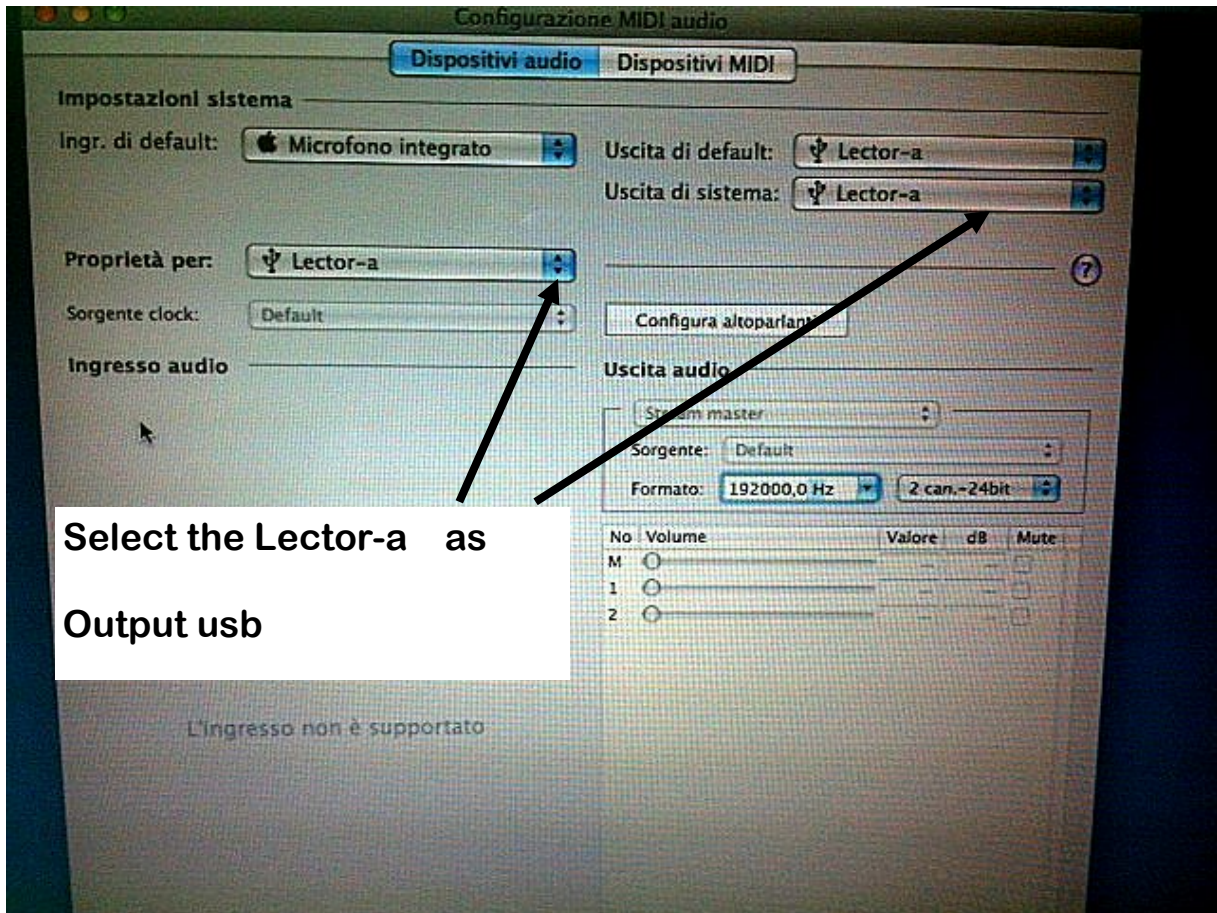 Configurazione MIDI audio
Dispositivi audio Dispositivi MIDI
Impostazioni sistema
Ingr. di default: Microfono integrato
Uscita di default: Lector-a
Uscita di sistema: Lector-a
Proprietà per: Lector-a
?
Sorgente clock: Default
Configura altoparlanti
Ingresso audio
Uscita audio
Stream master
Sorgente: Default
Formato: 192000,0 Hz 2 can.-24bit
No Volume Valore dB Mute
M
1
2
Select the Lector-a as
Output usb
L'ingresso non è supportato